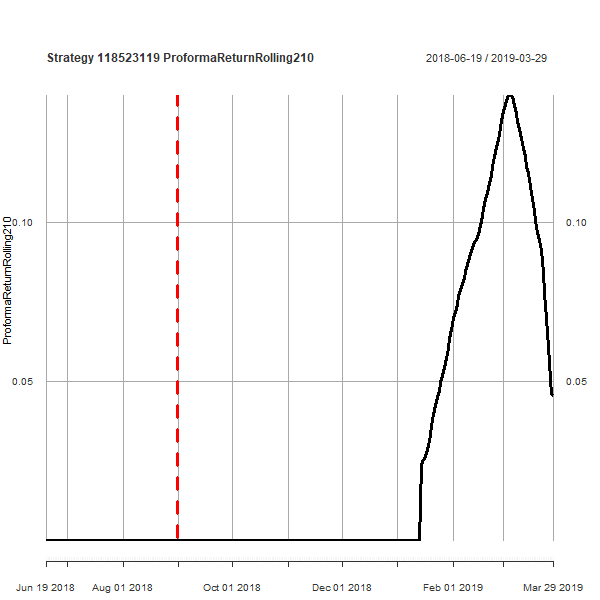 Strategy 118523119 ProformaReturnRolling210
2018-06-19 / 2019-03-29
ProformaReturnRolling210
0.10
0.10
0.05
0.05
Jun 19 2018
Aug 01 2018
Oct 01 2018
Dec 01 2018
Feb 01 2019
Mar 29 2019